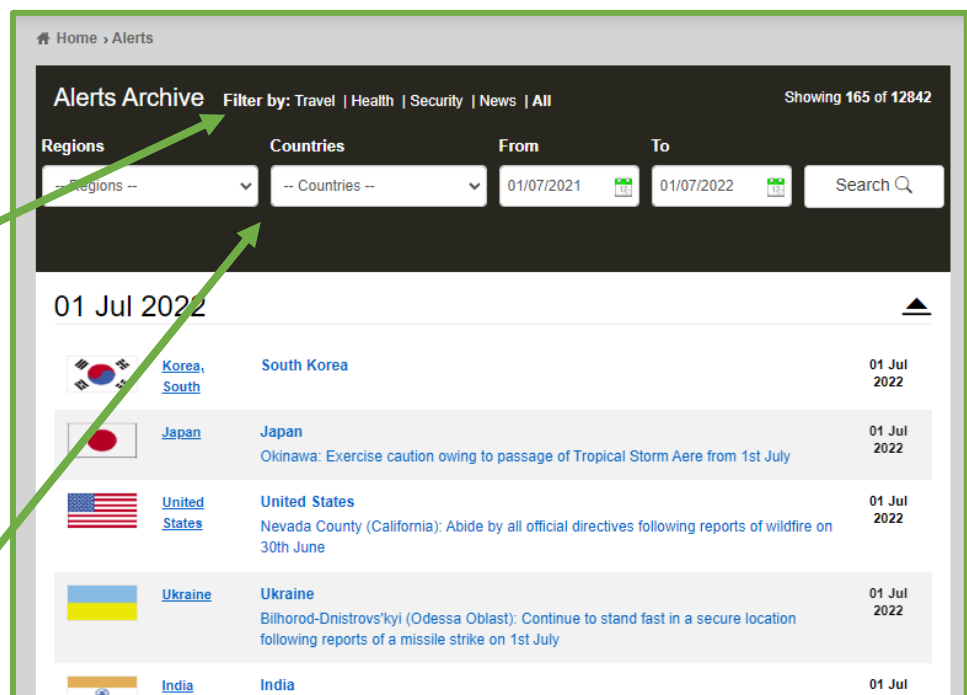 Home › Alerts
Alerts Archive Filter by: Travel | Health | Security | News | All Showing 165 of 12842
Regions Countries From To
-- Regions -- -- Countries -- 01/07/2021 01/07/2022 Search
01 Jul 2022
Korea, South Korea 01 Jul
South 2022
Japan Japan 01 Jul
Okinawa: Exercise caution owing to passage of Tropical Storm Aere from 1st July 2022
United United States 01 Jul
States Nevada County (California): Abide by all official directives following reports of wildfire on 2022
30th June
Ukraine Ukraine 01 Jul
Bilhorod-Dnistrovs'kyi (Odessa Oblast): Continue to stand fast in a secure location 2022
following reports of a missile strike on 1st July
India India 01 Jul